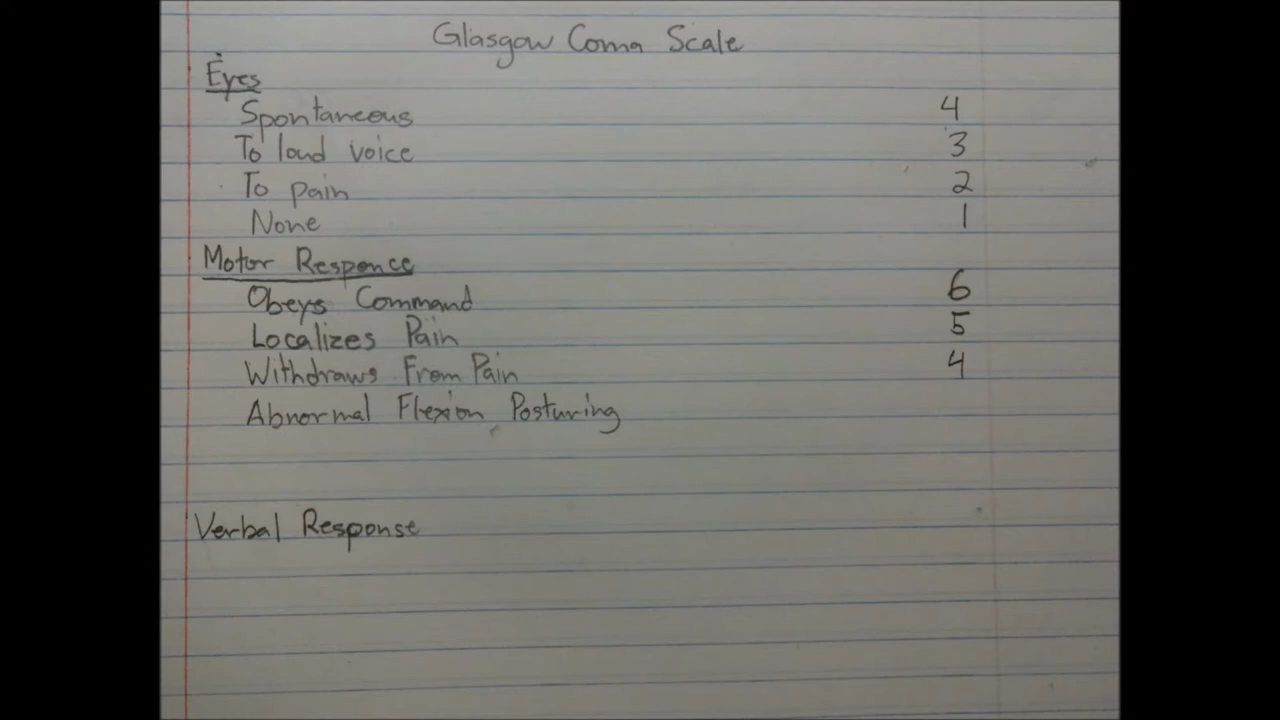 Glasgow Coma Scale
Eyes
Spontaneous 4
To loud voice 3
To pain 2
None 1
Motor Responce
Obeys Command 6
Localizes Pain 5
Withdraws From Pain 4
Abnormal Flexion Posturing
Verbal Response